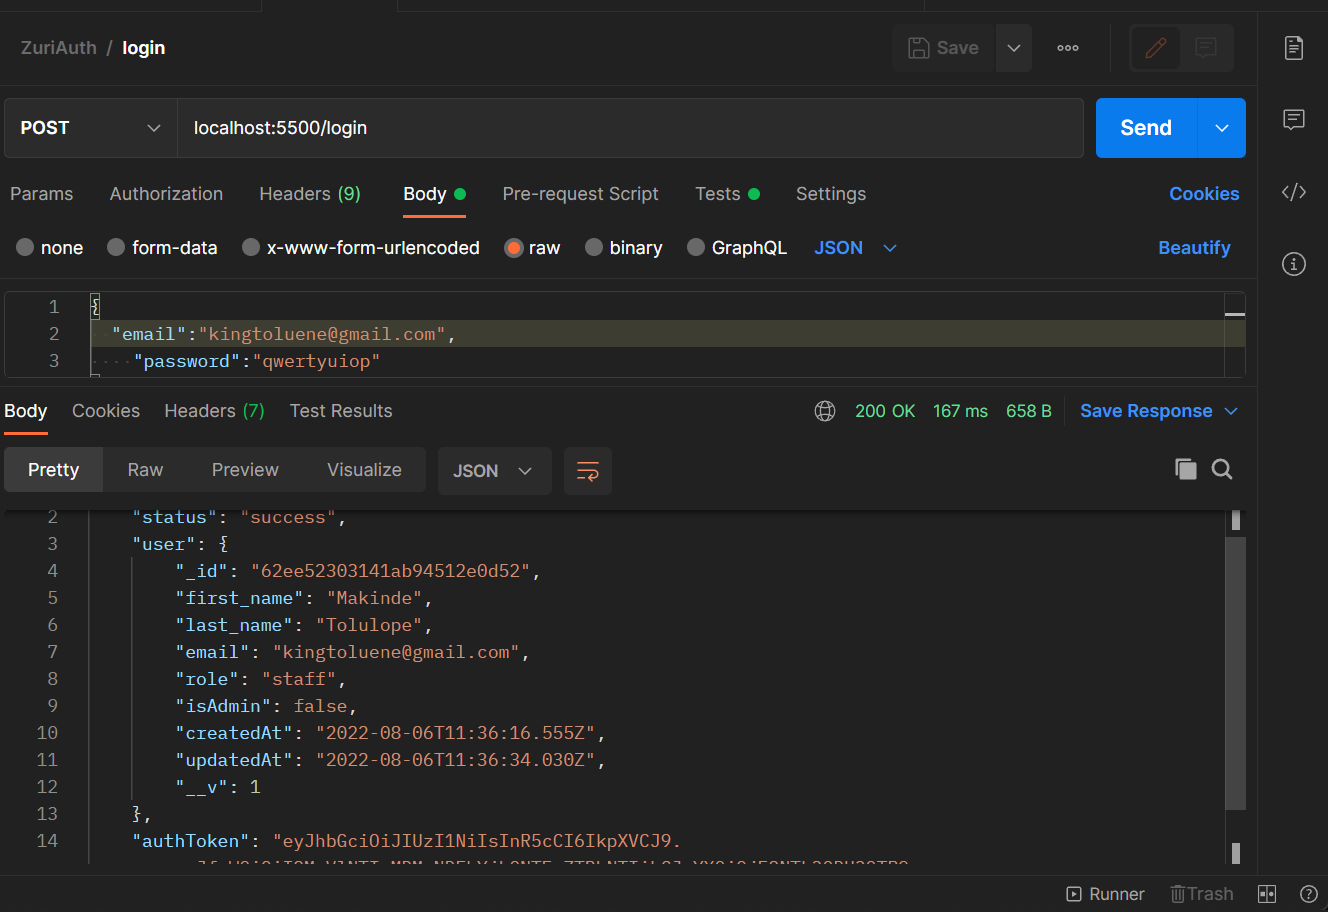 ZuriAuth / login
Save
POST
localhost:5500/login
Send
Params Authorization Headers (9) Body Pre-request Script Tests Settings Cookies
none form-data x-www-form-urlencoded raw binary GraphQL JSON Beautify
1 {
2 "email":"kingtoluene@gmail.com",
3 "password":"qwertyuiop"
Body Cookies Headers (7) Test Results 200 OK 167 ms 658 B Save Response
Pretty Raw Preview Visualize JSON
2 "status": "success",
3 "user": {
4 "_id": "62ee52303141ab94512e0d52",
5 "first_name": "Makinde",
6 "last_name": "Tolulope",
7 "email": "kingtoluene@gmail.com",
8 "role": "staff",
9 "isAdmin": false,
10 "createdAt": "2022-08-06T11:36:16.555Z",
11 "updatedAt": "2022-08-06T11:36:34.030Z",
12 "__v": 1
13 },
14 "authToken": "eyJhbGciOiJIUzI1NiIsInR5cCI6IkpXVCJ9.
Runner Trash